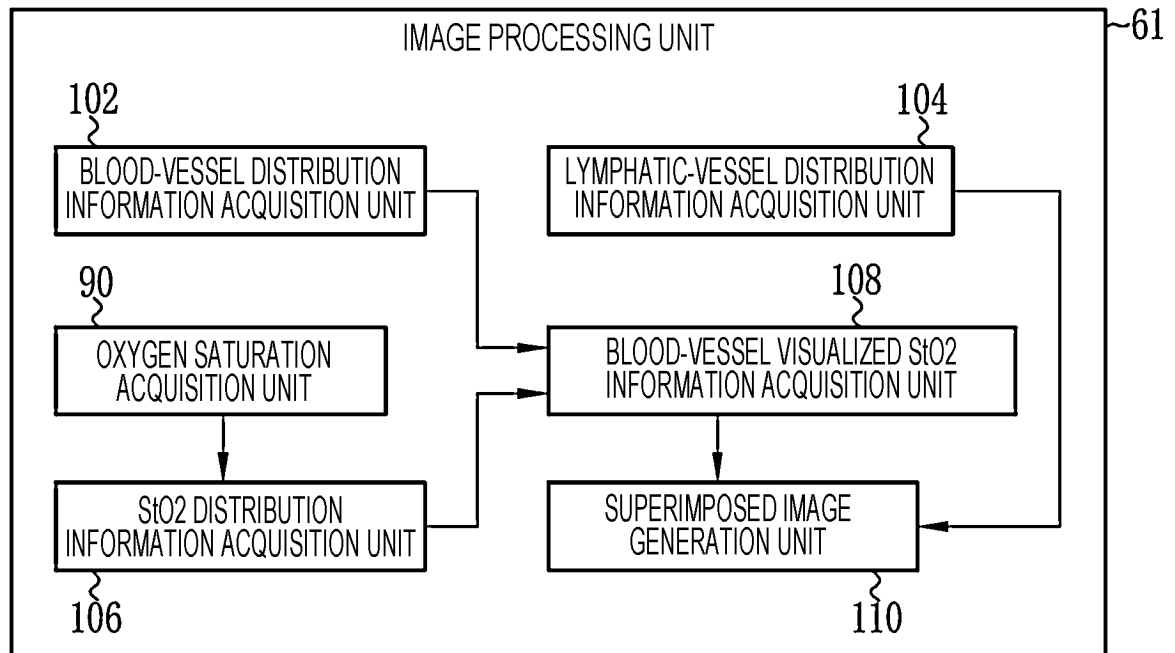 IMAGE PROCESSING UNIT
61
102
BLOOD-VESSEL DISTRIBUTION
INFORMATION ACQUISITION UNIT
104
LYMPHATIC-VESSEL DISTRIBUTION
INFORMATION ACQUISITION UNIT
90
OXYGEN SATURATION
ACQUISITION UNIT
108
BLOOD-VESSEL VISUALIZED StO2
INFORMATION ACQUISITION UNIT
StO2 DISTRIBUTION
INFORMATION ACQUISITION UNIT
106
SUPERIMPOSED IMAGE
GENERATION UNIT
110